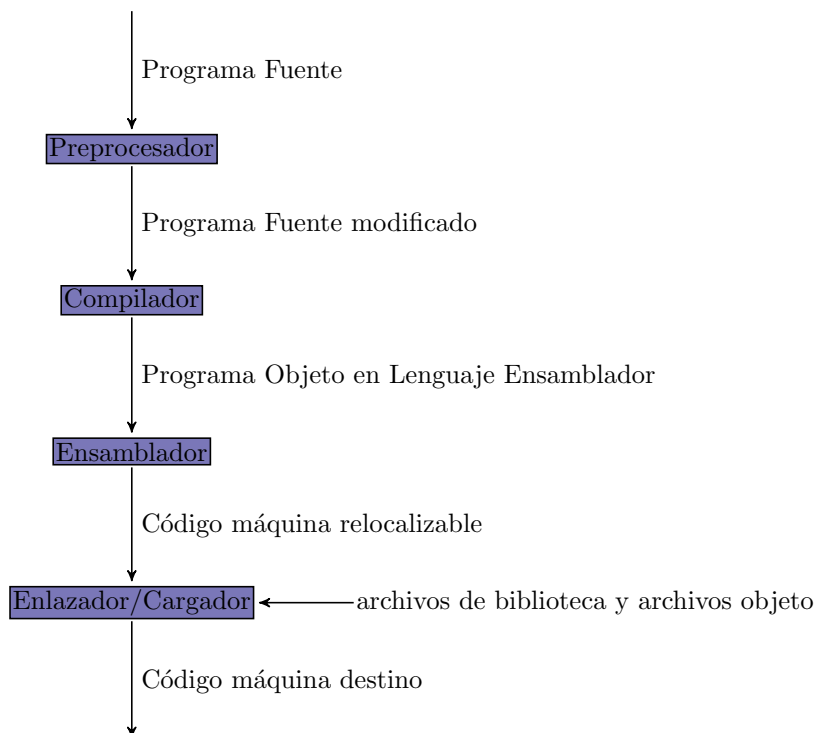 Programa Fuente
Preprocesador
Programa Fuente modificado
Compilador
Programa Objeto en Lenguaje Ensamblador
Ensamblador
Código máquina relocalizable
Enlazador/Cargador
archivos de biblioteca y archivos objeto
Código máquina destino